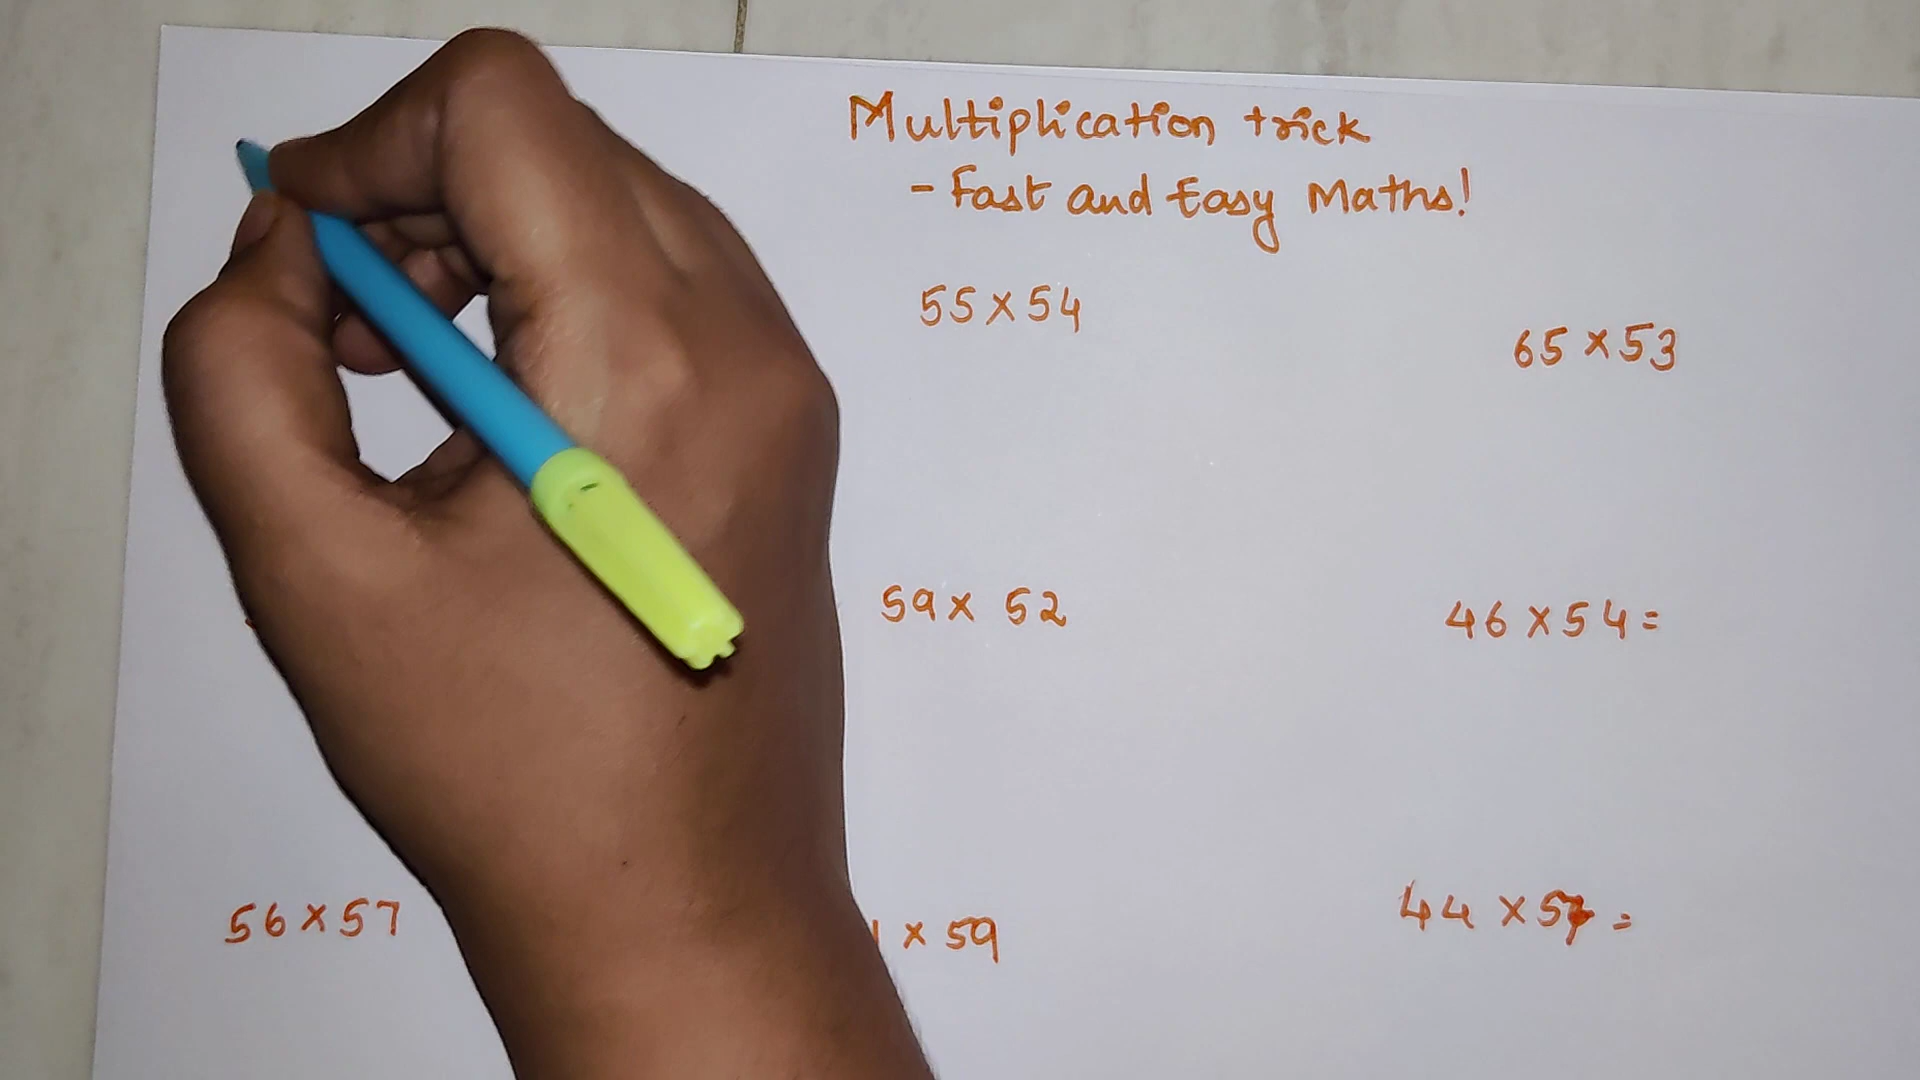 Multiplication trick
- Fast and Easy Maths!
55 x 54
65 x 53
59 x 52
46 x 54 =
56 x 57
x 59
44 x 57 =